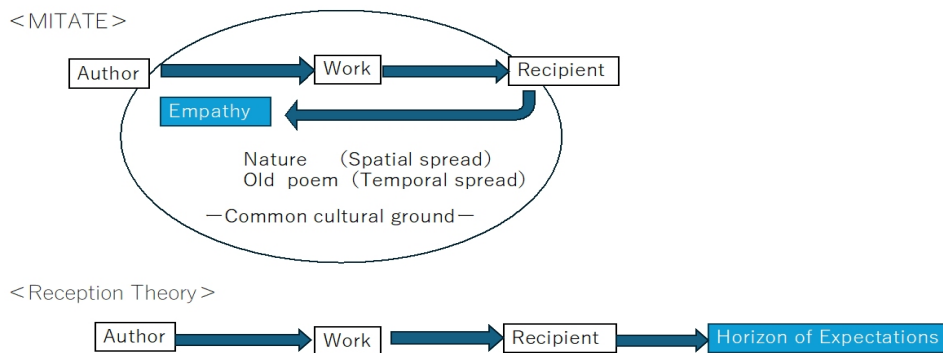 <MITATE>
Author
Work
Recipient
Empathy
Nature （Spatial spread）
Old poem（Temporal spread）
－Common cultural ground－
<Reception Theory>
Author
Work
Recipient
Horizon of Expectations